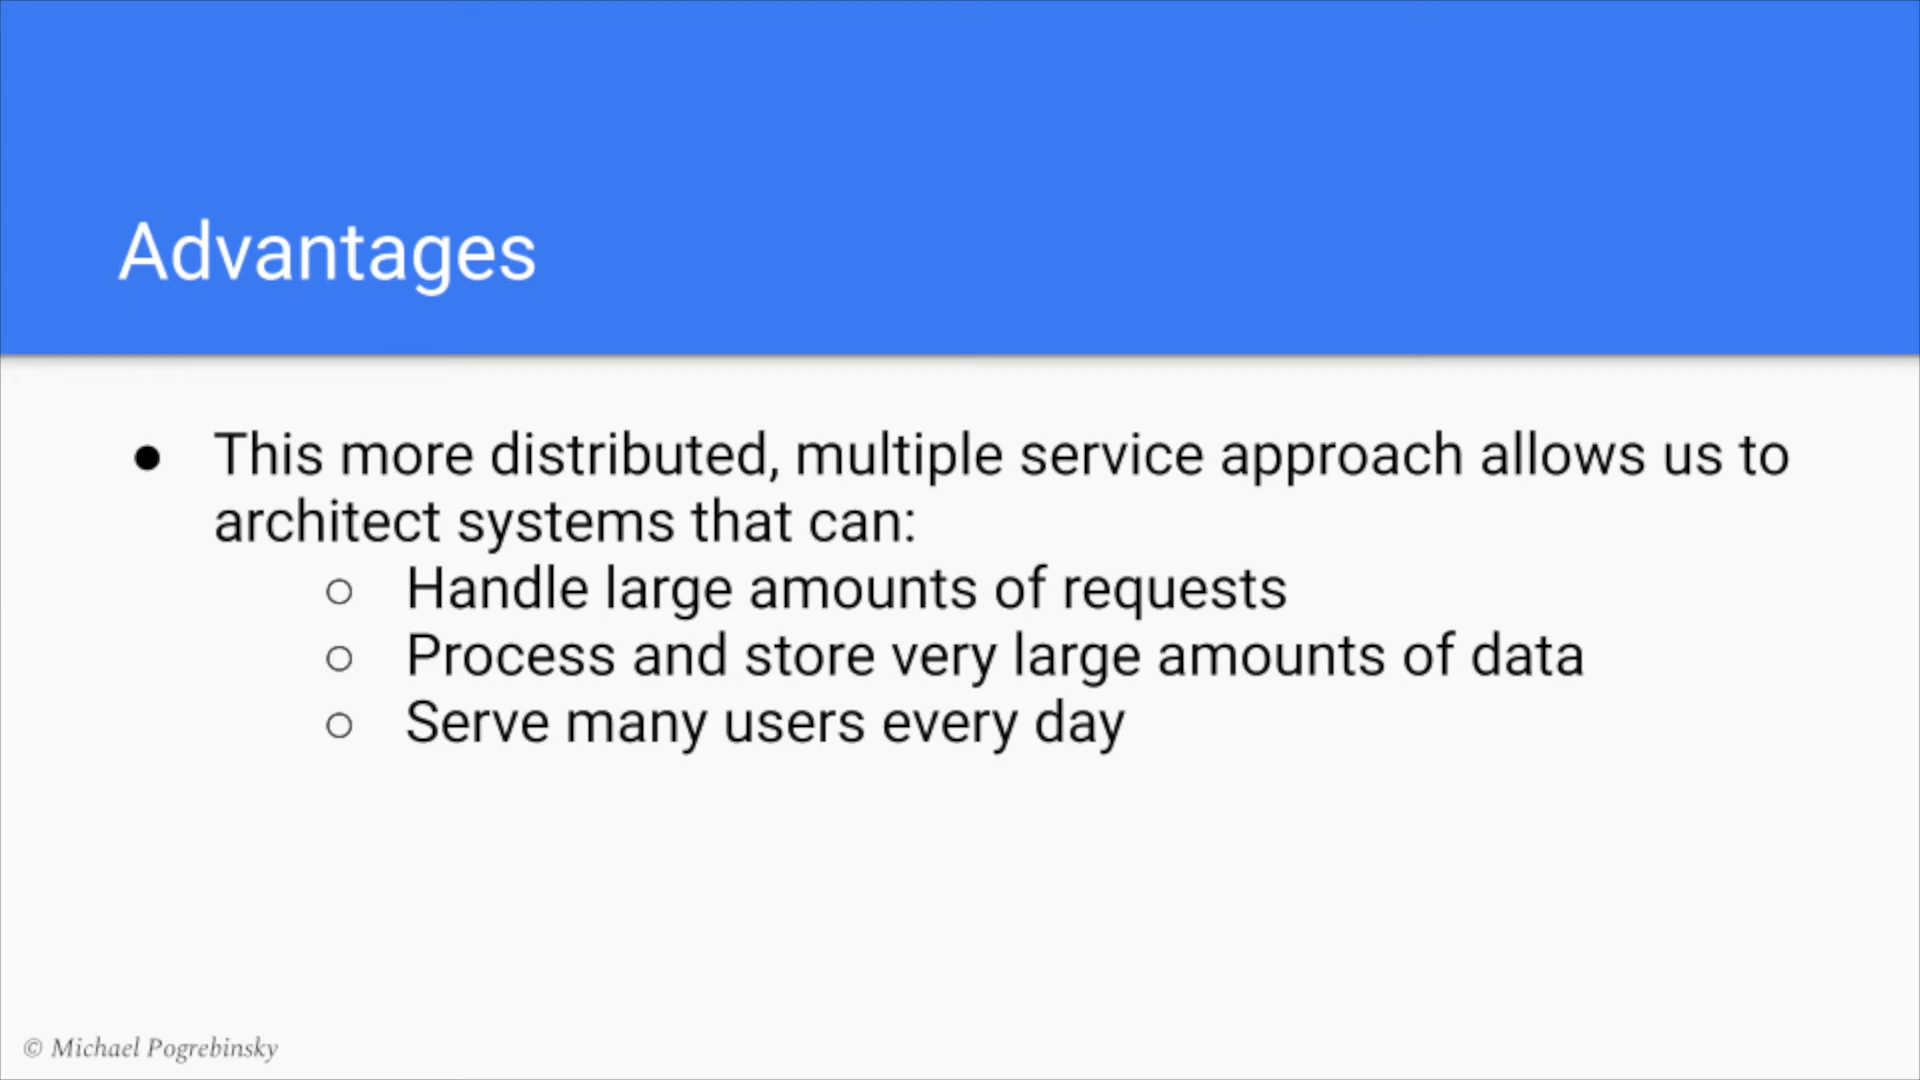 Advantages
● This more distributed, multiple service approach allows us to
architect systems that can:
○ Handle large amounts of requests
○ Process and store very large amounts of data
○ Serve many users every day
© Michael Pogrebinsky